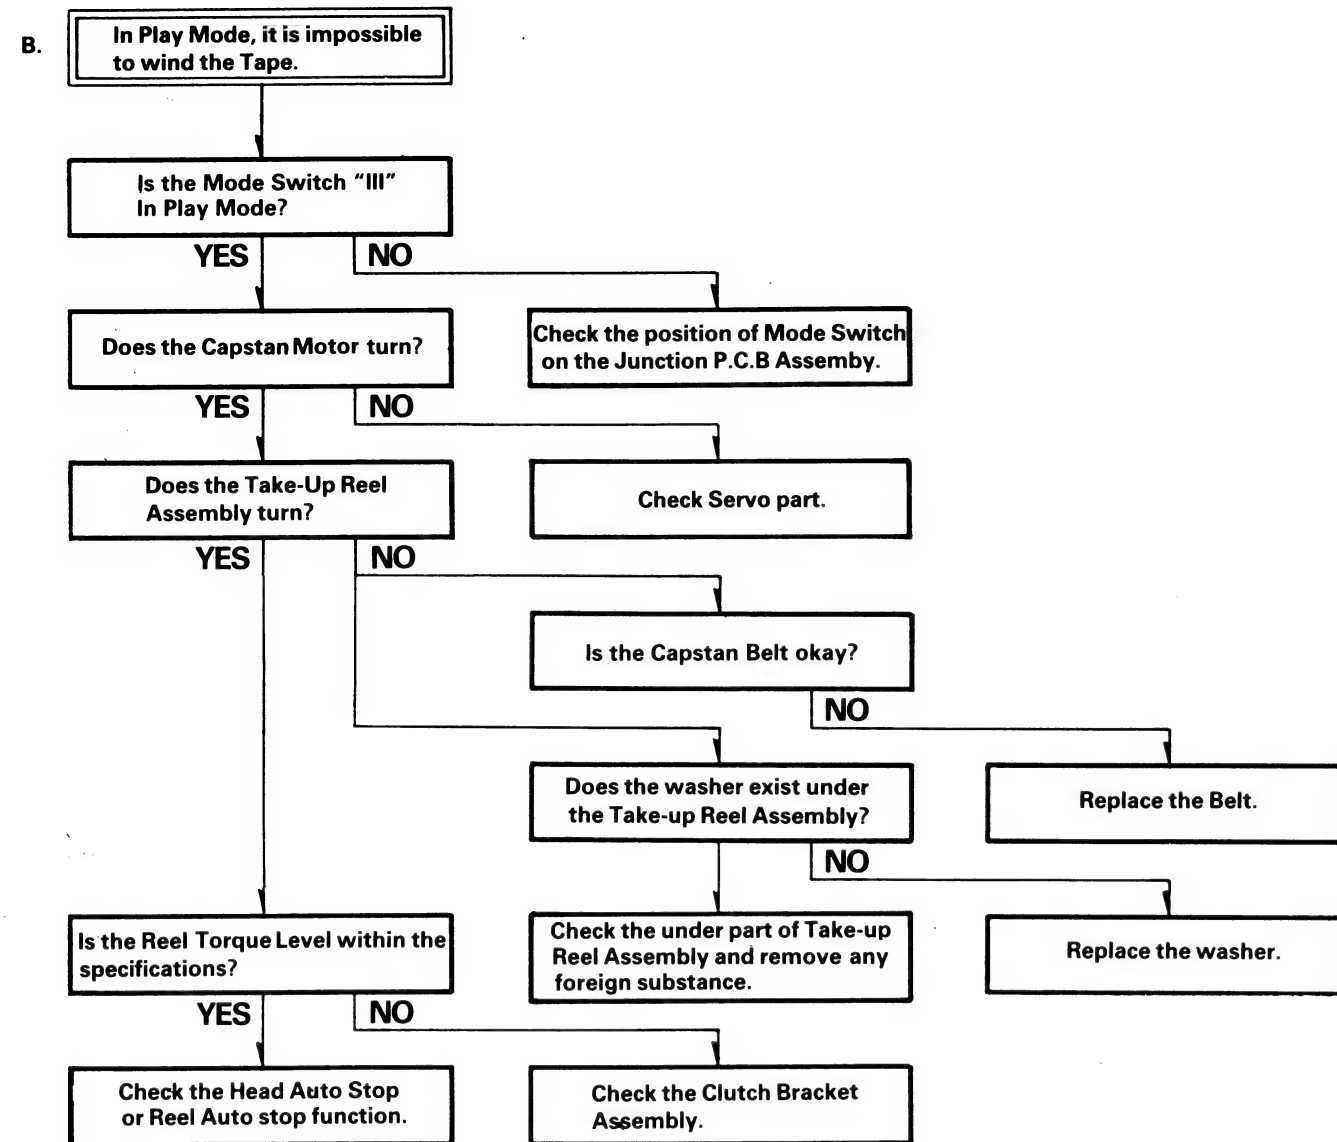 B.
In Play Mode, it is impossible
to wind the Tape.
Is the Mode Switch "III"
In Play Mode?
YES
NO
Does the Capstan Motor turn?
Check the position of Mode Switch
on the Junction P.C.B Assemby.
YES
NO
Does the Take-Up Reel
Assembly turn?
Check Servo part.
YES
NO
Is the Capstan Belt okay?
NO
Does the washer exist under
the Take-up Reel Assembly?
Replace the Belt.
NO
Is the Reel Torque Level within the
specifications?
Check the under part of Take-up
Reel Assembly and remove any
foreign substance.
Replace the washer.
YES
NO
Check the Head Auto Stop
or Reel Auto stop function.
Check the Clutch Bracket
Assembly.